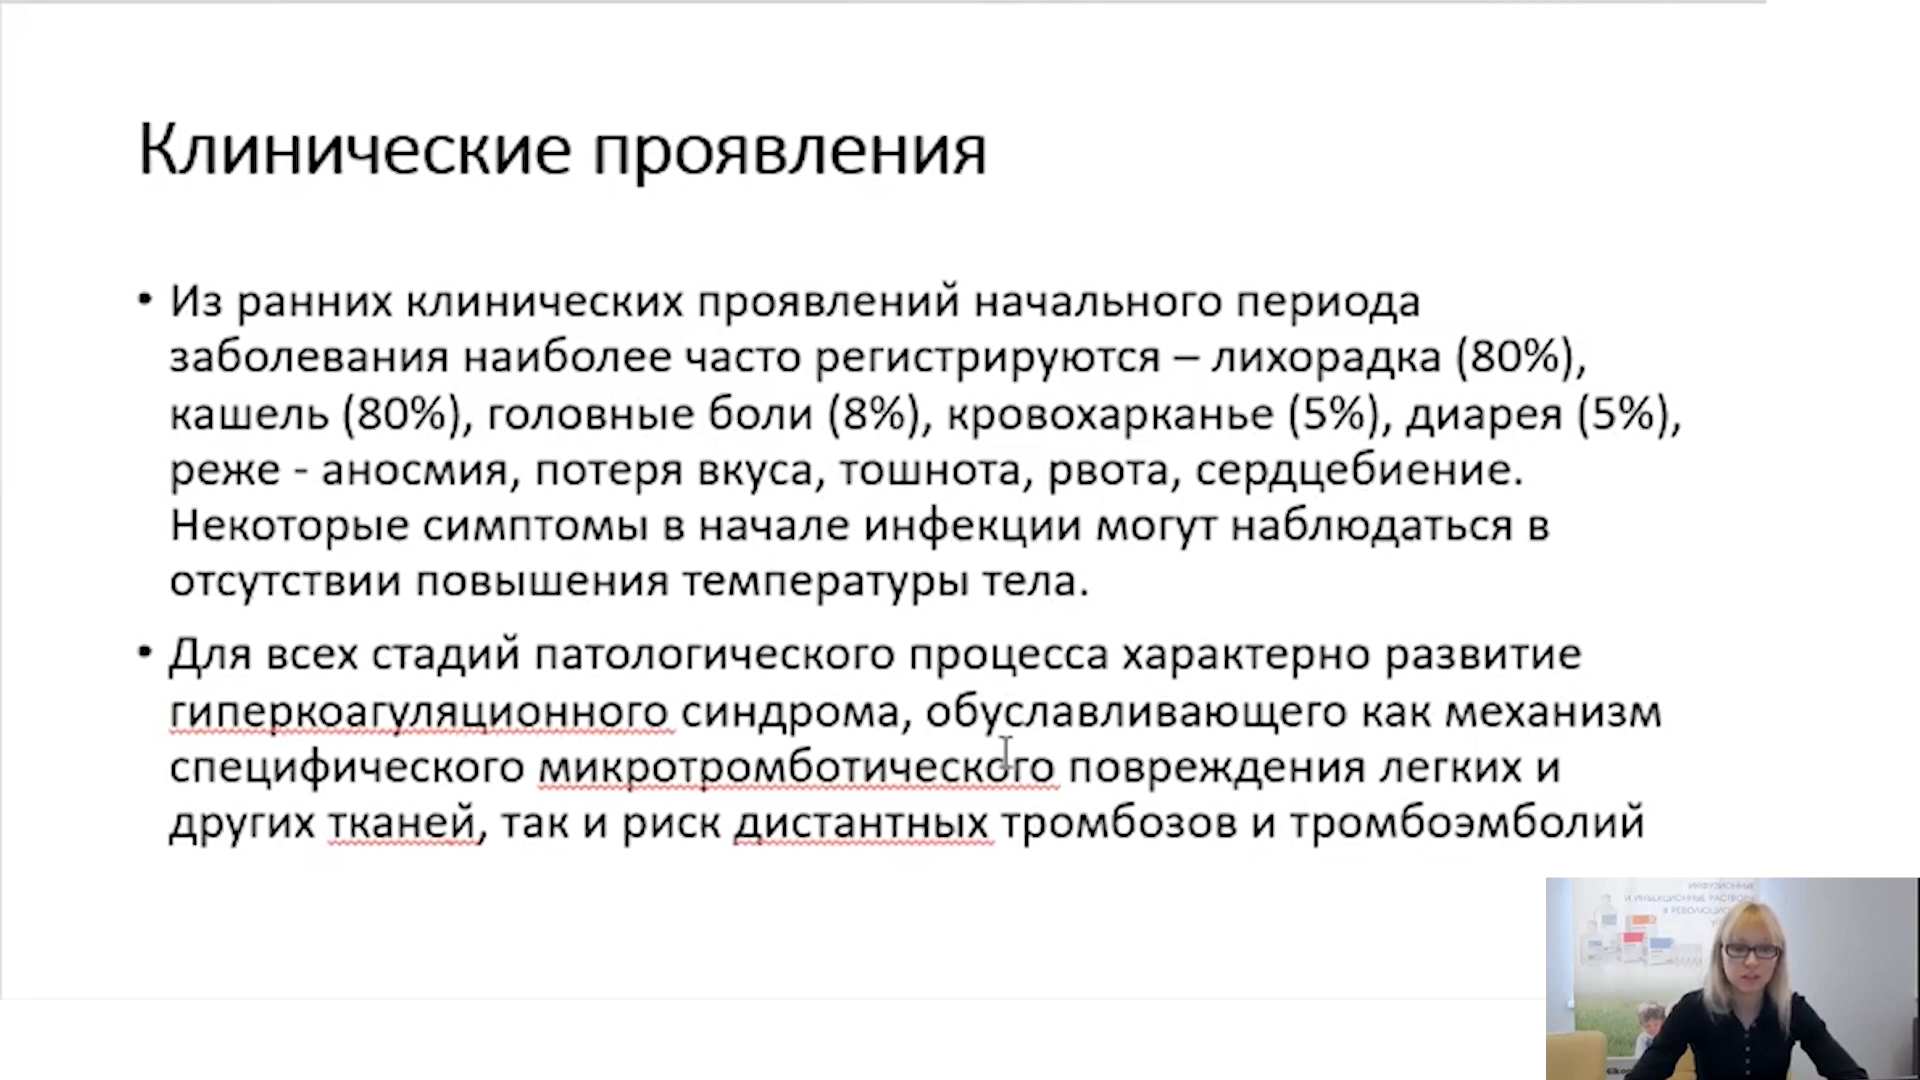 Клинические проявления
• Из ранних клинических проявлений начального периода
заболевания наиболее часто регистрируются – лихорадка (80%),
кашель (80%), головные боли (8%), кровохарканье (5%), диарея (5%),
реже - аносмия, потеря вкуса, тошнота, рвота, сердцебиение.
Некоторые симптомы в начале инфекции могут наблюдаться в
отсутствии повышения температуры тела.
• Для всех стадий патологического процесса характерно развитие
гиперкоагуляционного синдрома, обуславливающего как механизм
специфического микротромботического повреждения легких и
других тканей, так и риск дистантных тромбозов и тромбоэмболий
ИНФУЗИОННЫЕ
И ИНЪЕКЦИОННЫЕ РАСТВОРЫ